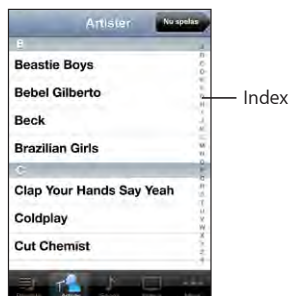 Artister
Nu spelas
B
Beastie Boys
Bebel Gilberto
Index
Beck
Brazilian Girls
C
Clap Your Hands Say Yeah
Coldplay
Cut Chemist
Artister